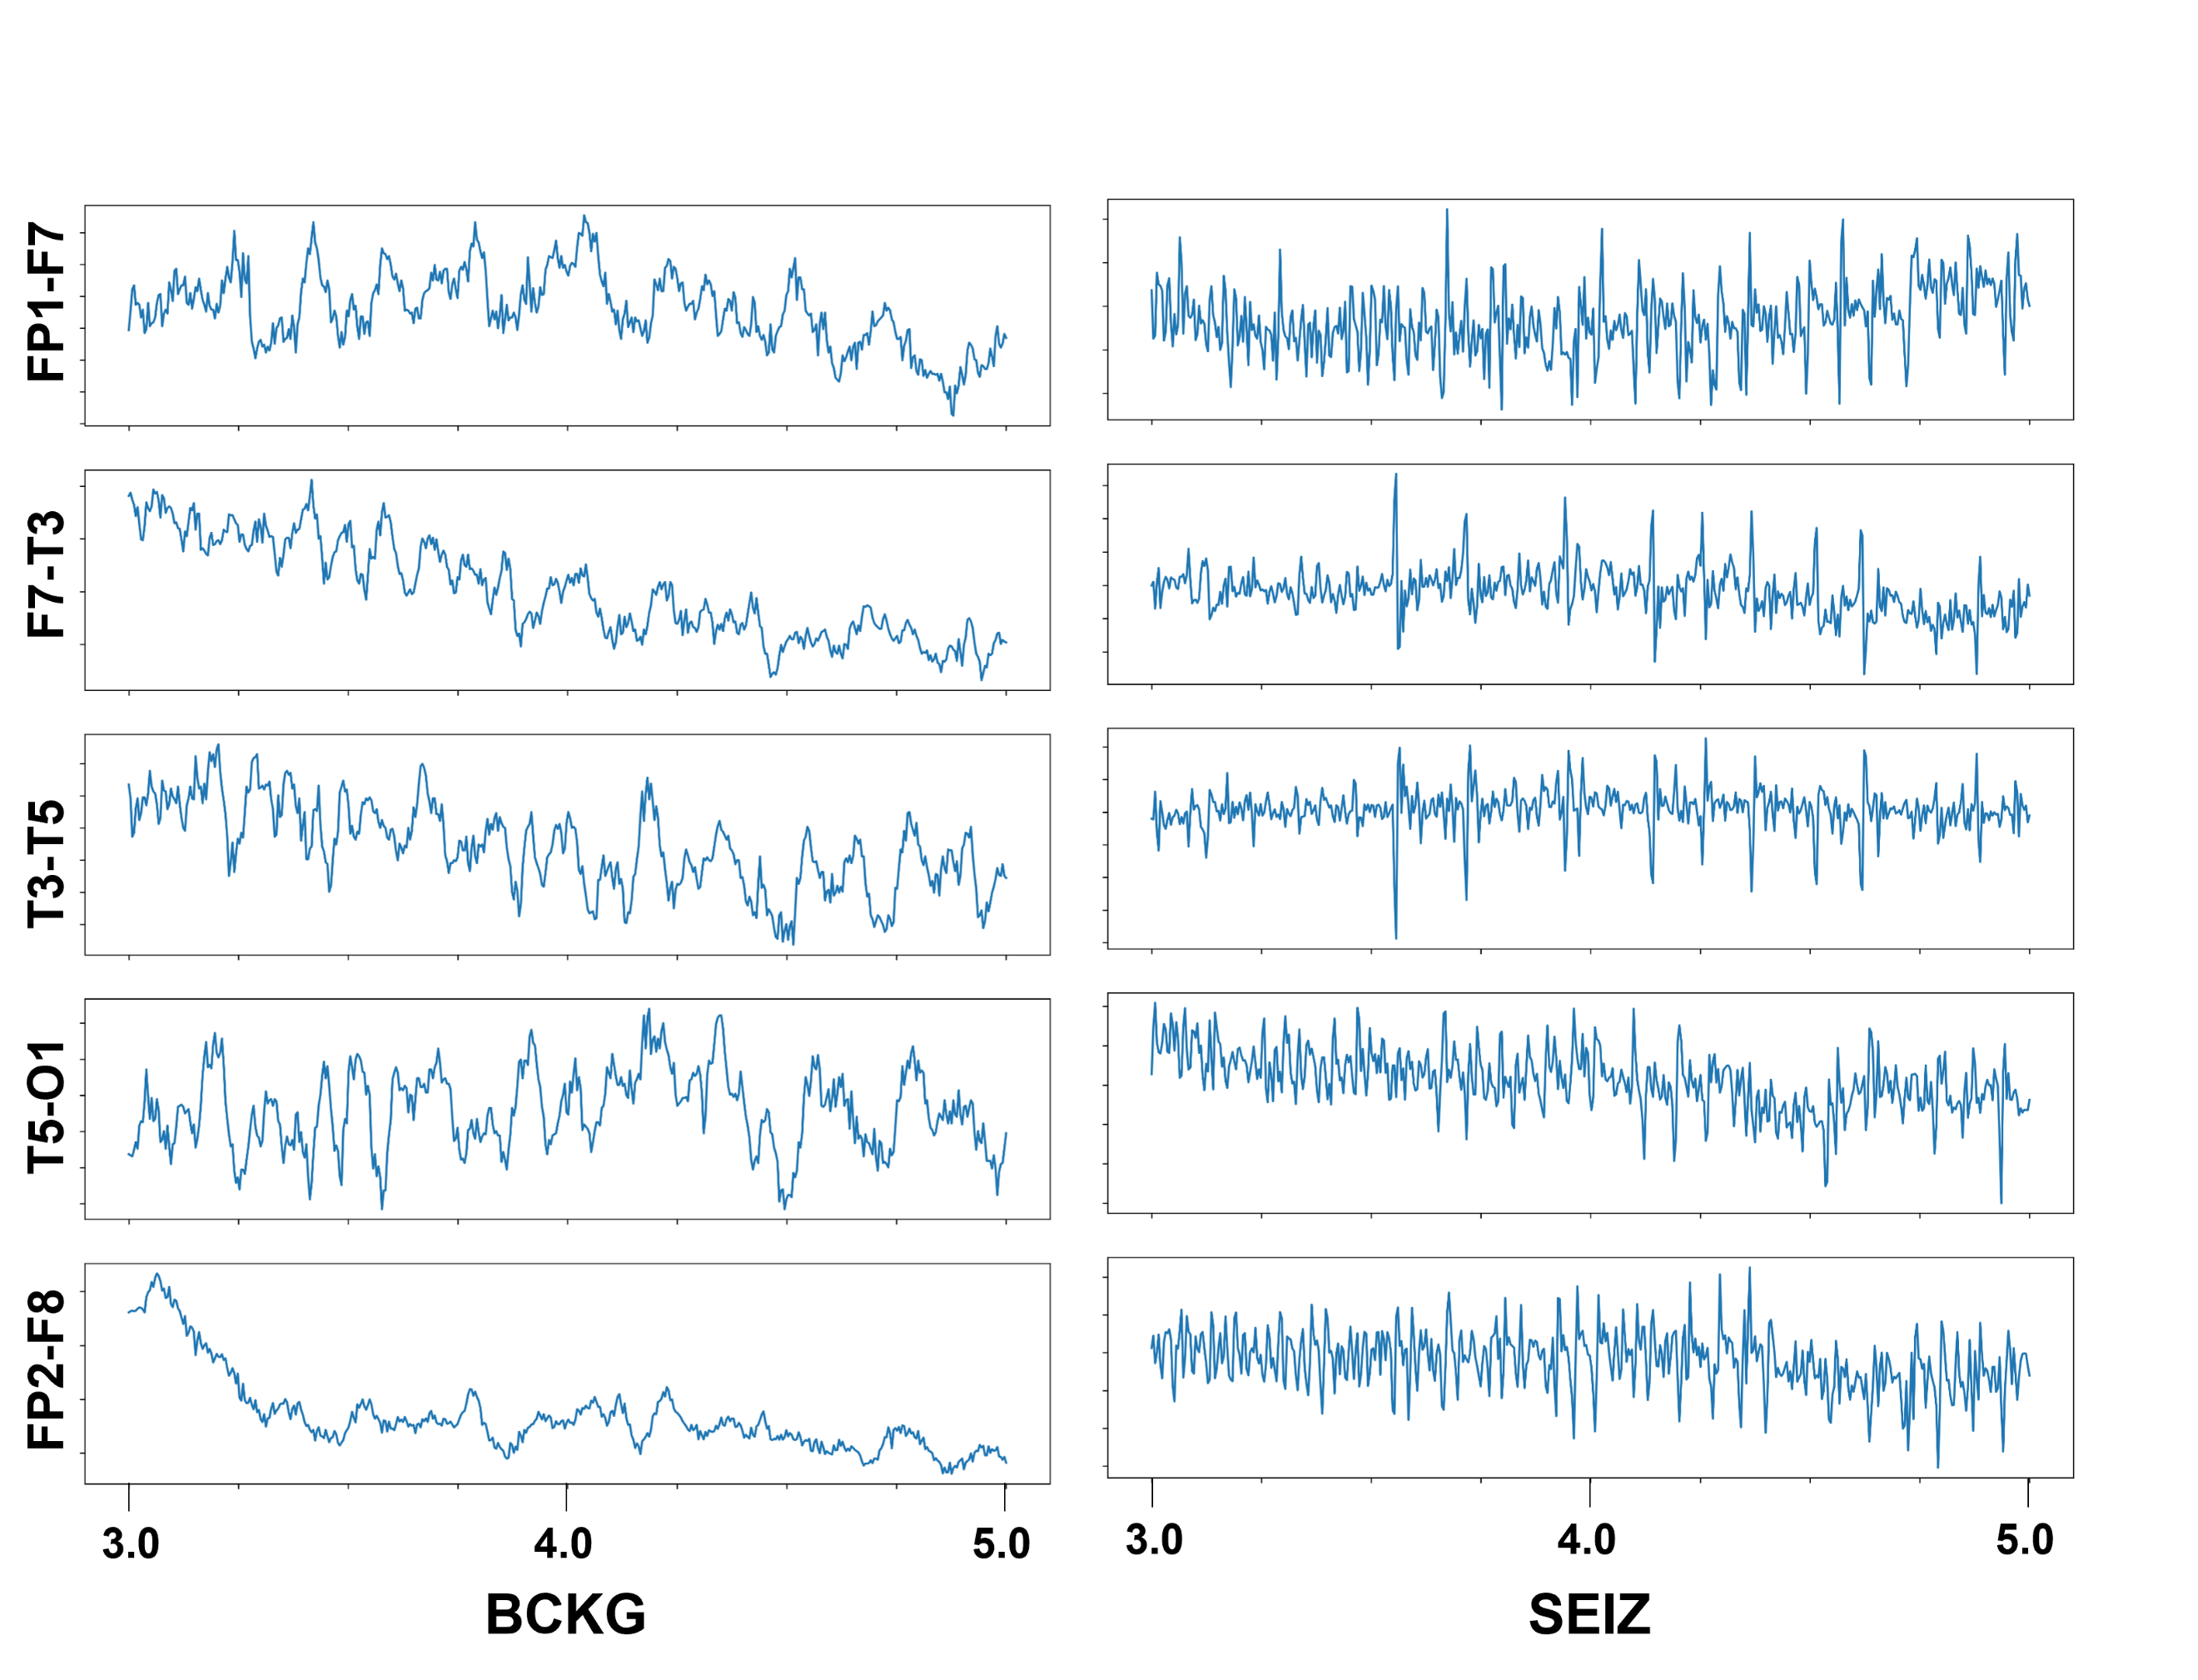 FP1-F7
F7-T3
T3-T5
T5-O1
FP2-F8
3.0 4.0 5.0 3.0 4.0 5.0
BCKG SEIZ